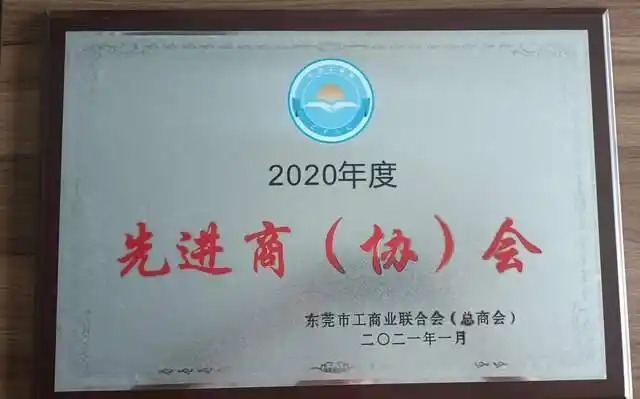 2020年度
先进商（协）会
东莞市工商业联合会（总商会）
二〇二一年一月